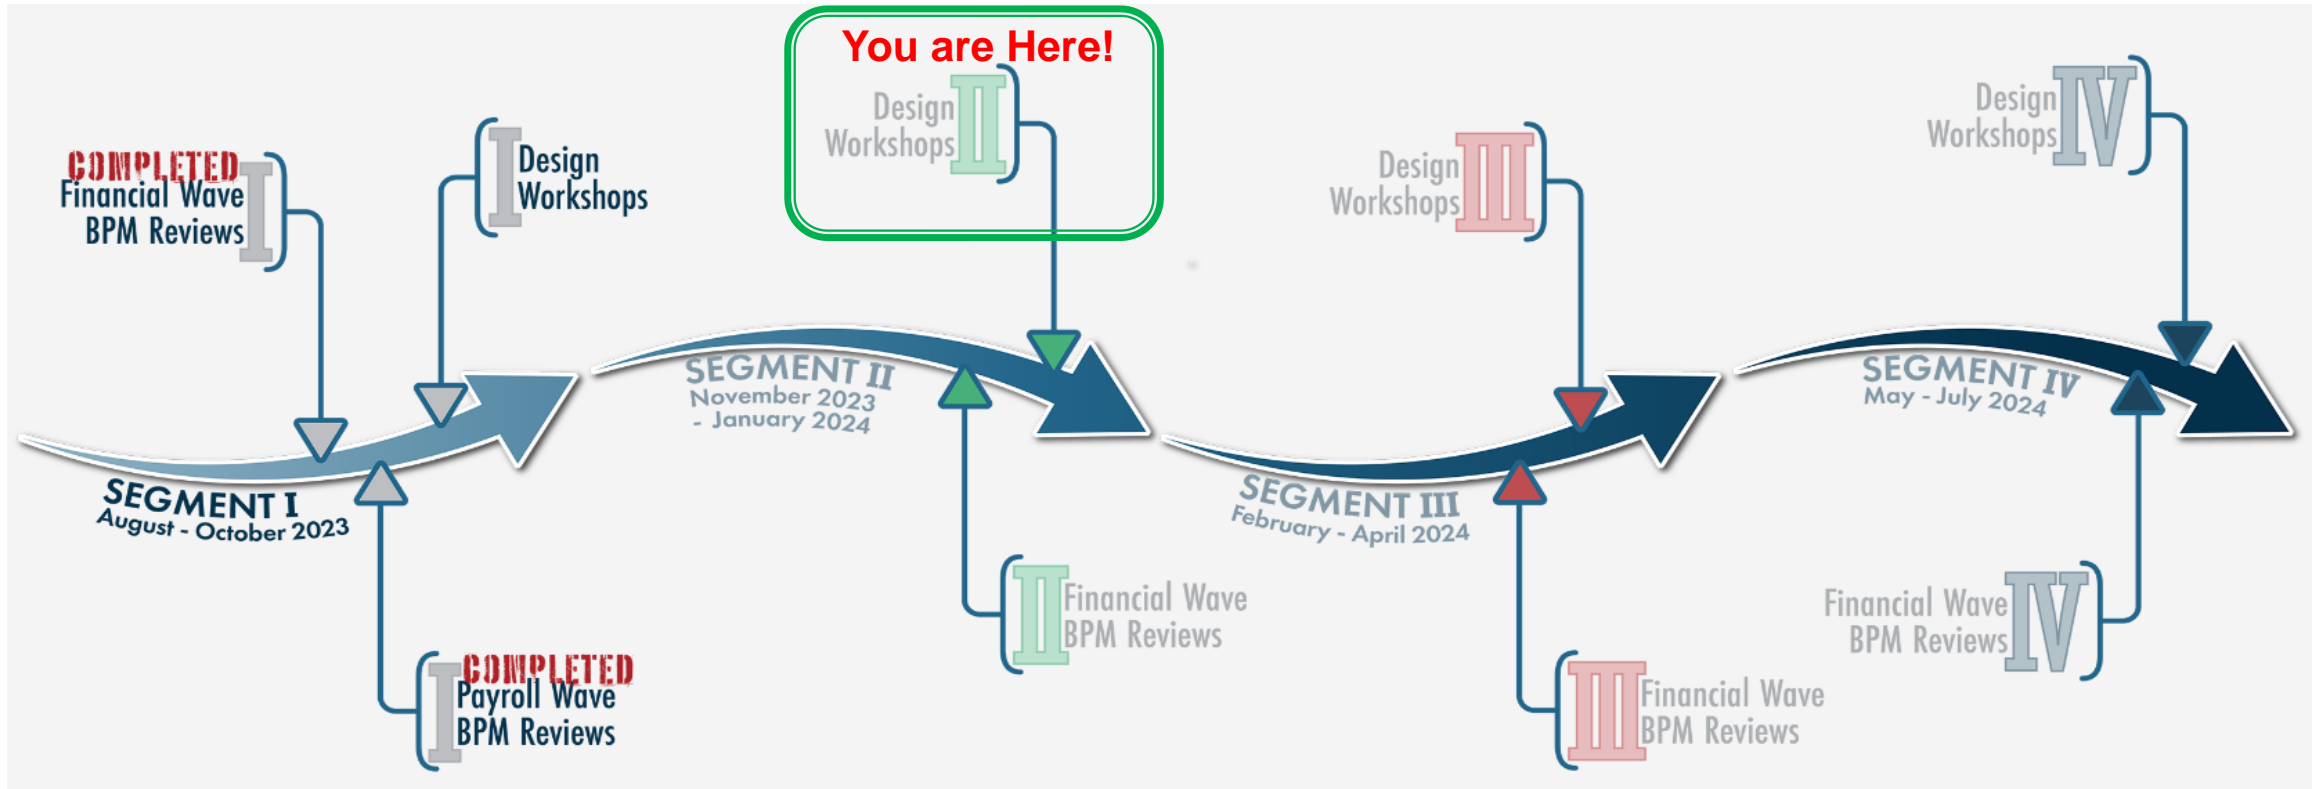 You are Here!
COMPLETED
Financial Wave
BPM Reviews
I
I
Design
Workshops
Design
Workshops
II
Design
Workshops
III
Design
Workshops
IV
SEGMENT I
August - October 2023
SEGMENT II
November 2023
- January 2024
SEGMENT III
February - April 2024
SEGMENT IV
May - July 2024
I
COMPLETED
Payroll Wave
BPM Reviews
II
Financial Wave
BPM Reviews
III
Financial Wave
BPM Reviews
Financial Wave
BPM Reviews
IV